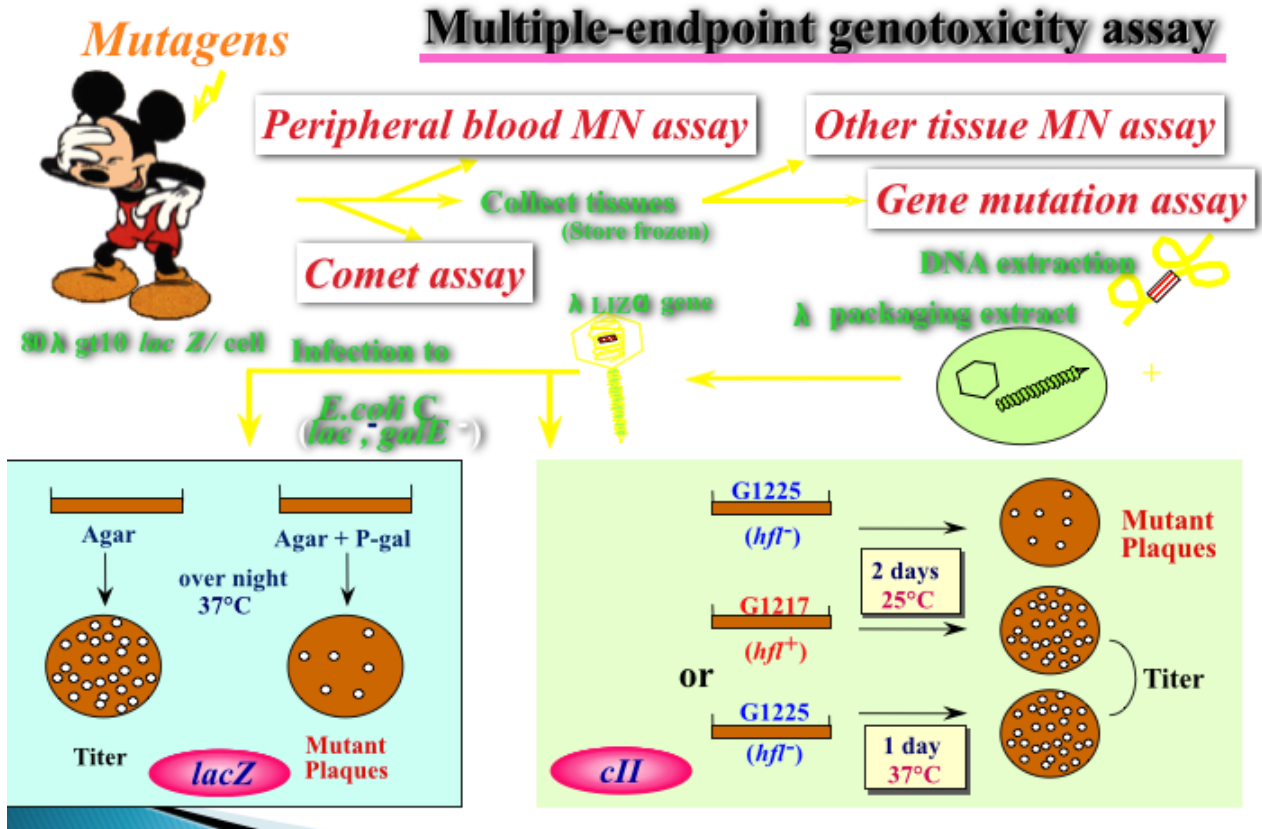 Multiple-endpoint genotoxicity assay
Mutagens
Peripheral blood MN assay
Other tissue MN assay
Collect tissues
(Store frozen)
Gene mutation assay
Comet assay
DNA extraction
λ LIZα gene
λ packaging extract
80 λ gt10 lac Z/ cell
Infection to
+
E.coli C
(lac -, galE -)
Agar
Agar + P-gal
over night
37°C
Titer
Mutant
Plaques
lacZ
G1225
(hfl-)
2 days
25°C
Mutant
Plaques
G1217
(hfl+)
or
Titer
G1225
(hfl-)
1 day
37°C
cII